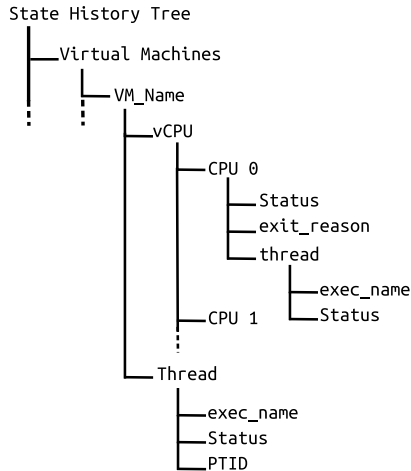 State History Tree
Virtual Machines
VM_Name
vCPU
CPU 0
Status
exit_reason
thread
exec_name
Status
CPU 1
Thread
exec_name
Status
PTID